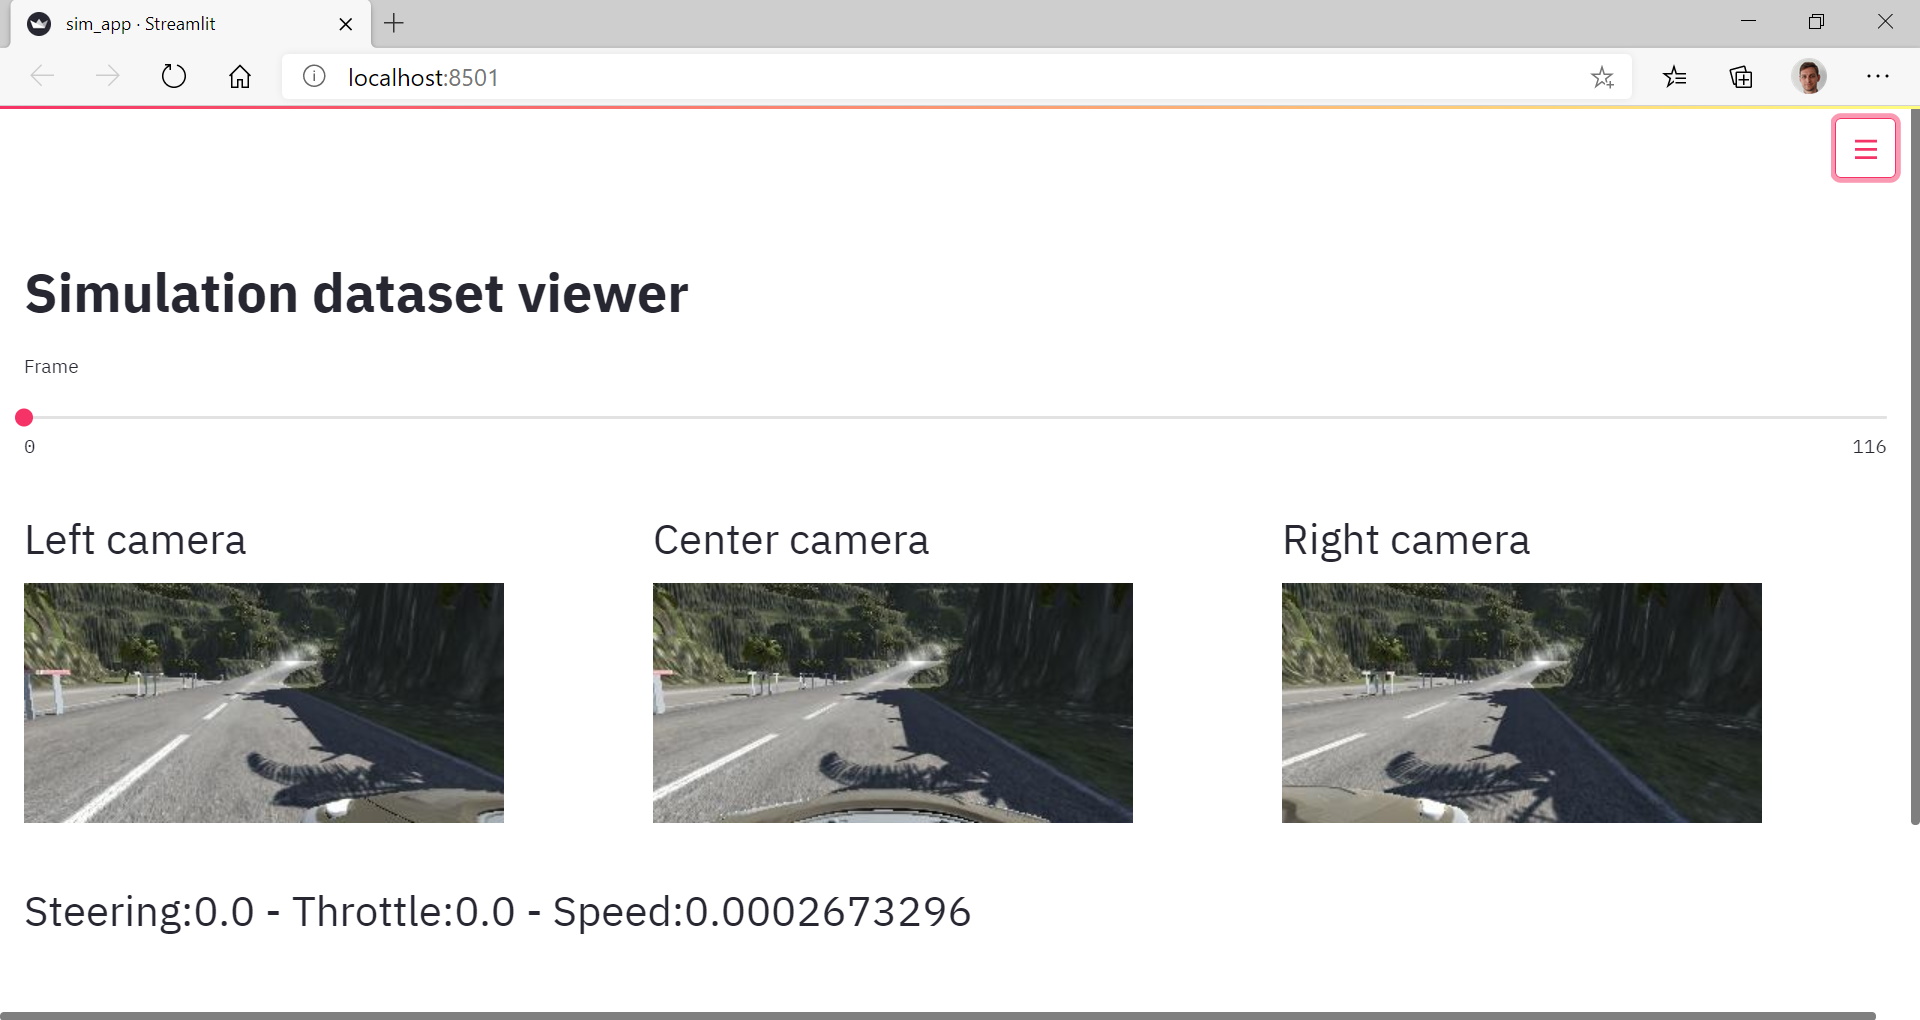 sim_app · Streamlit
localhost:8501
Simulation dataset viewer
Frame
0 116
Left camera Center camera Right camera
Steering:0.0 - Throttle:0.0 - Speed:0.0002673296